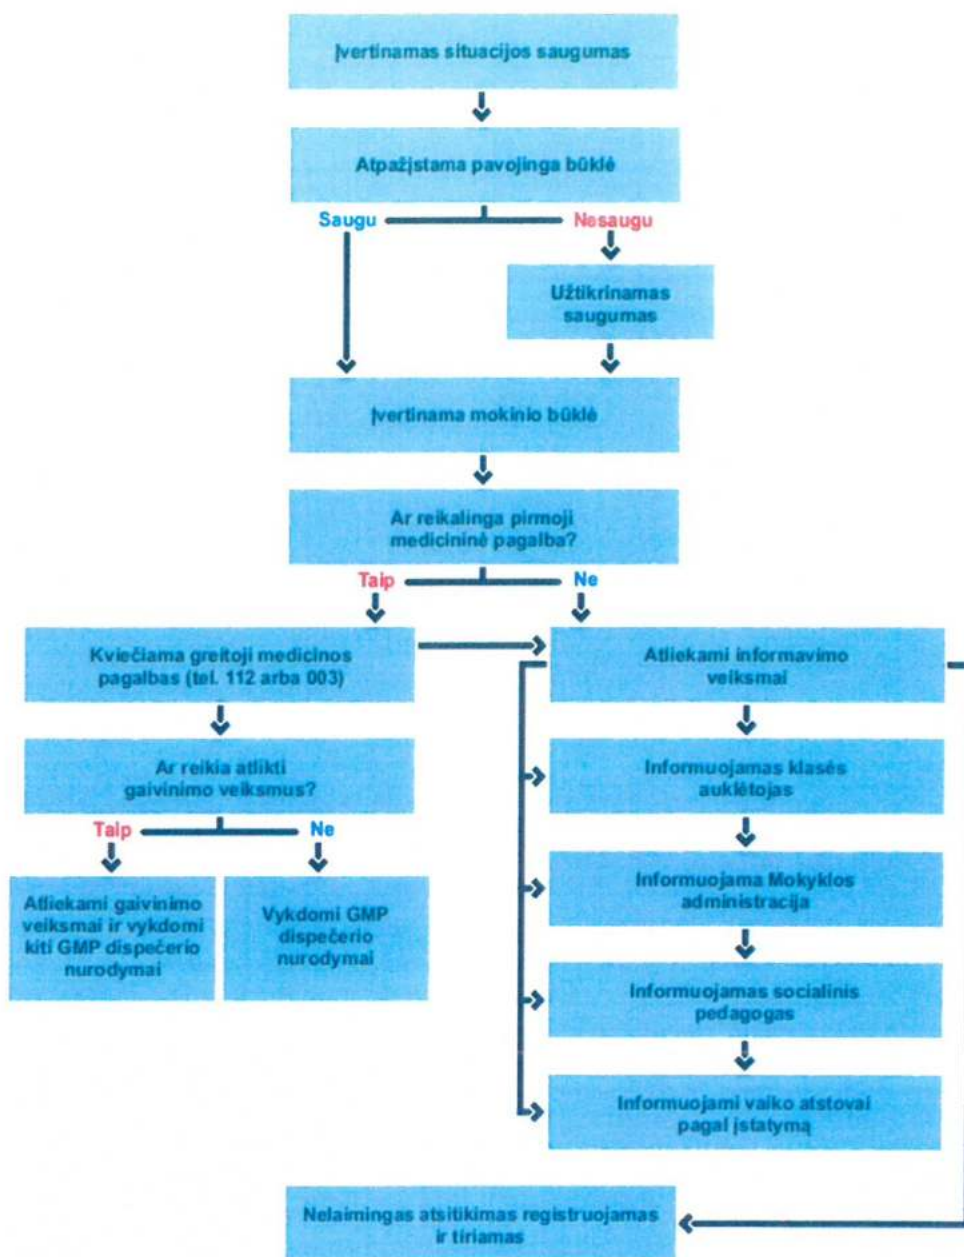 Įvertinamas situacijos saugumas
Atpažįstama pavojinga būklė
Saugu
Nesaugu
Užtikrinamas
saugumas
Įvertinama mokinio būklė
Ar reikalinga pirmoji
medicininė pagalba?
Taip
Ne
Kviečiama greitoji medicinos
pagalbas (tel. 112 arba 003)
Atliekami informavimo
veiksmai
Ar reikia atlikti
gaivinimo veiksmus?
Informuojamas klasės
auklėtojas
Taip
Ne
Atliekami gaivinimo
veiksmai ir vykdomi
kiti GMP dispečerio
nurodymai
Vykdomi GMP
dispečerio
nurodymai
Informuojama Mokyklos
administracija
Informuojamas socialinis
pedagogas
Informuojami vaiko atstovai
pagal įstatymą
Nelaimingas atsitikimas registruojamas
ir tiriamas